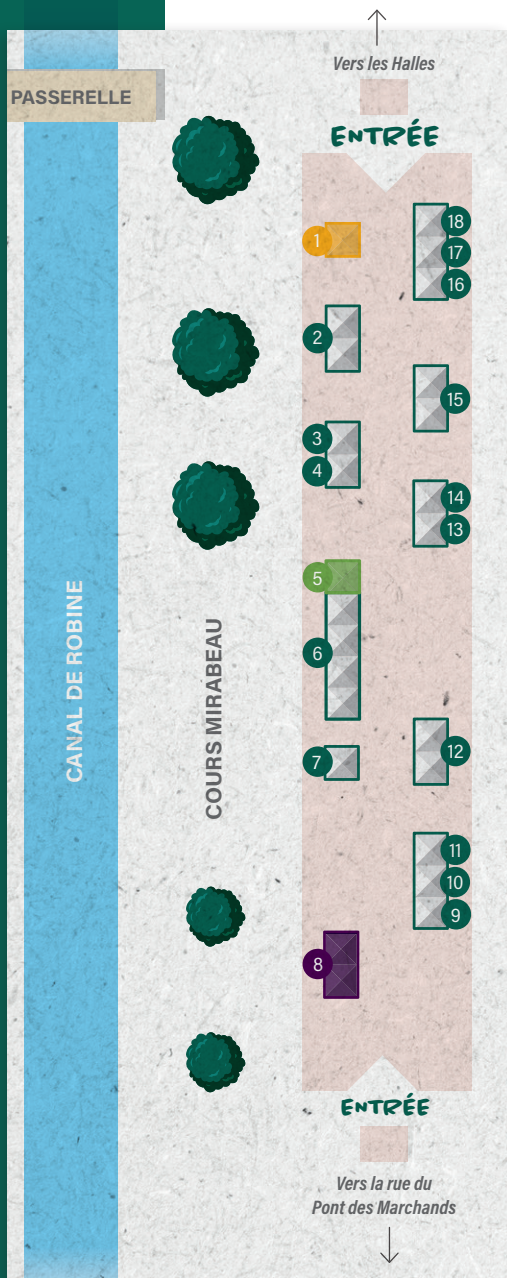 Vers les Halles
PASSERELLE
ENTRÉE
1
18
17
16
2
15
3
4
14
13
5
6
CANAL DE ROBINE
COURS MIRABEAU
7
12
11
10
9
8
ENTRÉE
Vers la rue du
Pont des Marchands